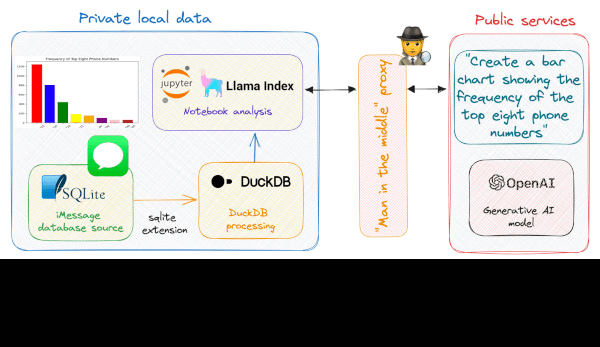 Private local data
Public services
Frequency of Top Eight Phone Numbers
jupyter
Llama Index
Notebook analysis
"Man in the middle" proxy
"Create a bar
chart showing the
frequency of the
top eight phone
numbers"
SQLite
iMessage
database source
sqlite
extension
DuckDB
DuckDB
processing
OpenAI
Generative AI
model